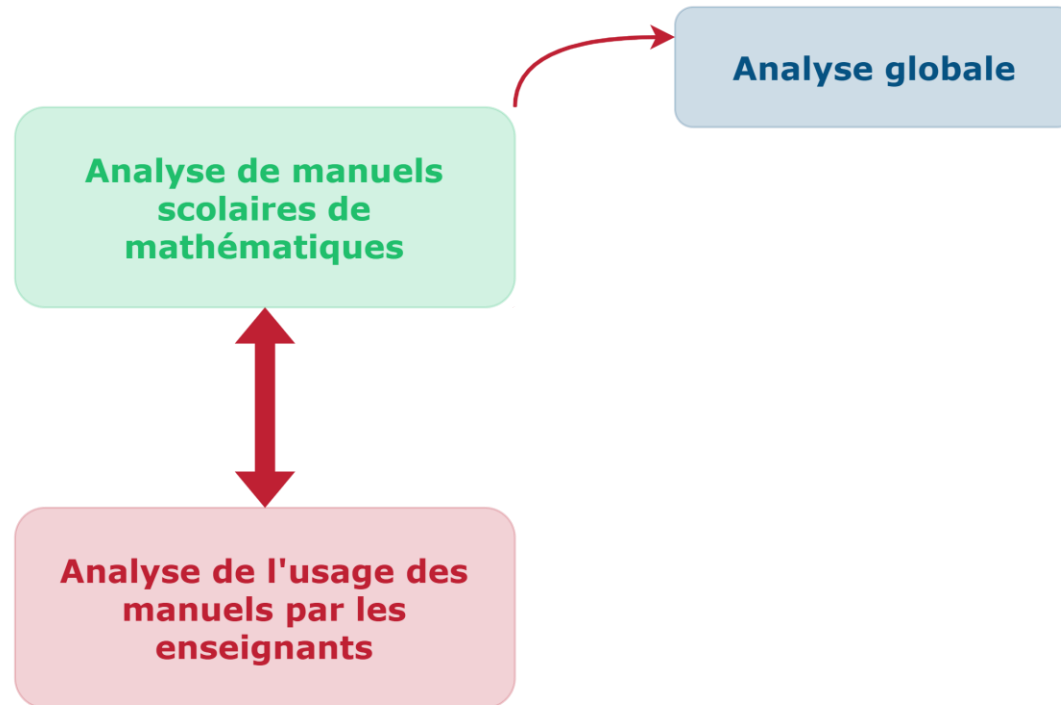 Analyse globale
Analyse de manuels
scolaires de
mathématiques
Analyse de l'usage des
manuels par les
enseignants